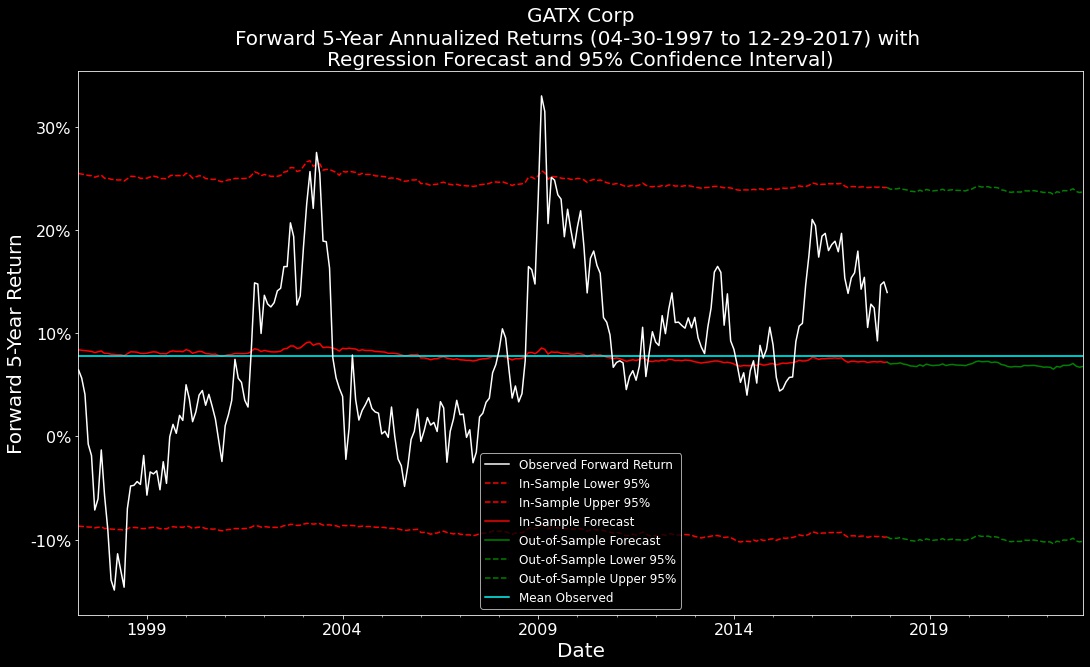 GATX Corp
Forward 5-Year Annualized Returns (04-30-1997 to 12-29-2017) with
Regression Forecast and 95% Confidence Interval)
Forward 5-Year Return
30%
20%
10%
0%
-10%
Observed Forward Return
In-Sample Lower 95%
In-Sample Upper 95%
In-Sample Forecast
Out-of-Sample Forecast
Out-of-Sample Lower 95%
Out-of-Sample Upper 95%
Mean Observed
1999 2004 2009 2014 2019
Date